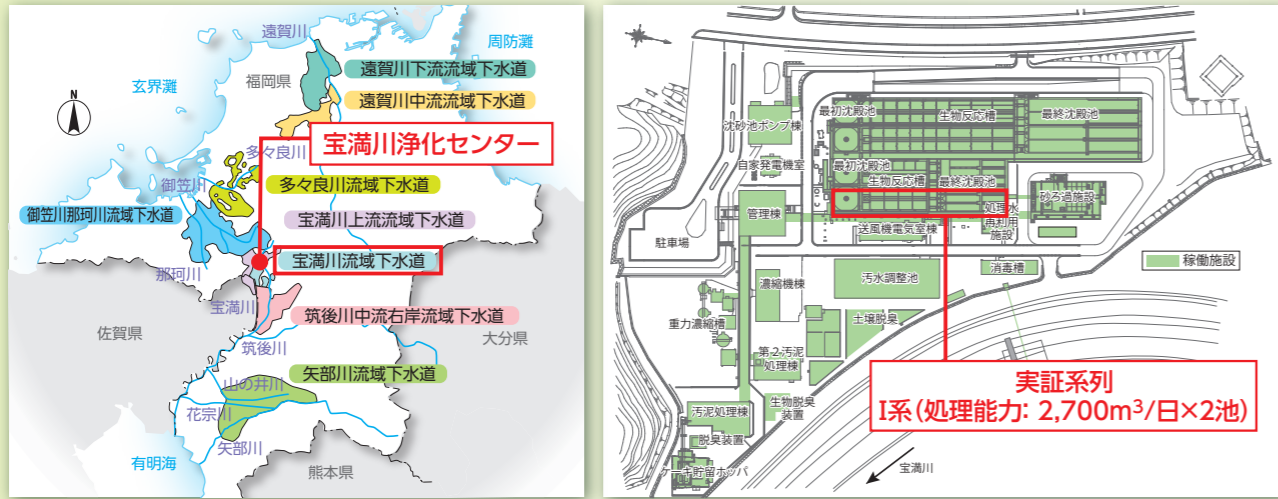 遠賀川
周防灘
福岡県
遠賀川下流流域下水道
玄界灘
遠賀川中流流域下水道
N
宝満川浄化センター
多々良川
御笠川
多々良川流域下水道
御笠川那珂川流域下水道
宝満川上流流域下水道
宝満川流域下水道
那珂川
宝満川
筑後川中流右岸流域下水道
佐賀県
大分県
筑後川
矢部川流域下水道
山の井川
花宗川
矢部川
有明海
熊本県
最初沈殿池
生物反応槽
最終沈殿池
沈砂池ポンプ棟
自家発電機室
最初沈殿池
生物反応槽
最終沈殿池
管理棟
処理水
再利用
施設
砂ろ過施設
送風機電気室棟
駐車場
稼働施設
消毒槽
濃縮機棟
汚水調整池
重力濃縮槽
土壌脱臭
第2汚泥
処理棟
実証系列
I系(処理能力: 2,700m³/日×2池)
生物脱臭
装置
汚泥処理棟
脱臭装置
ケーキ貯留ホッパ
宝満川